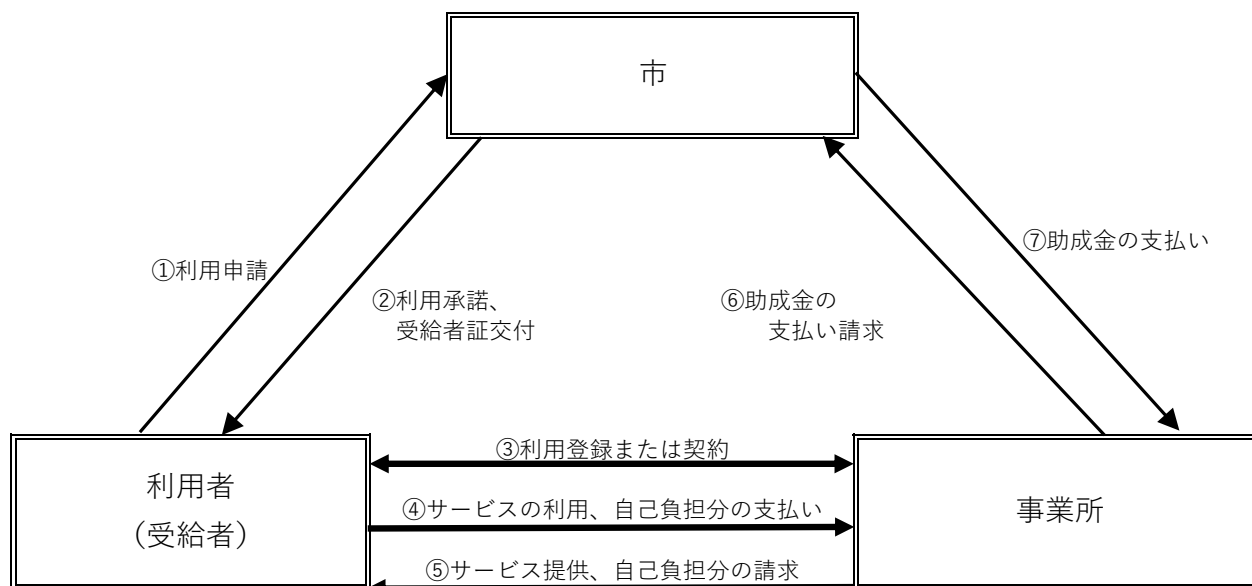 市
①利用申請
②利用承諾、
受給者証交付
⑥助成金の
支払い請求
⑦助成金の支払い
利用者
（受給者）
③利用登録または契約
④サービスの利用、自己負担分の支払い
⑤サービス提供、自己負担分の請求
事業所